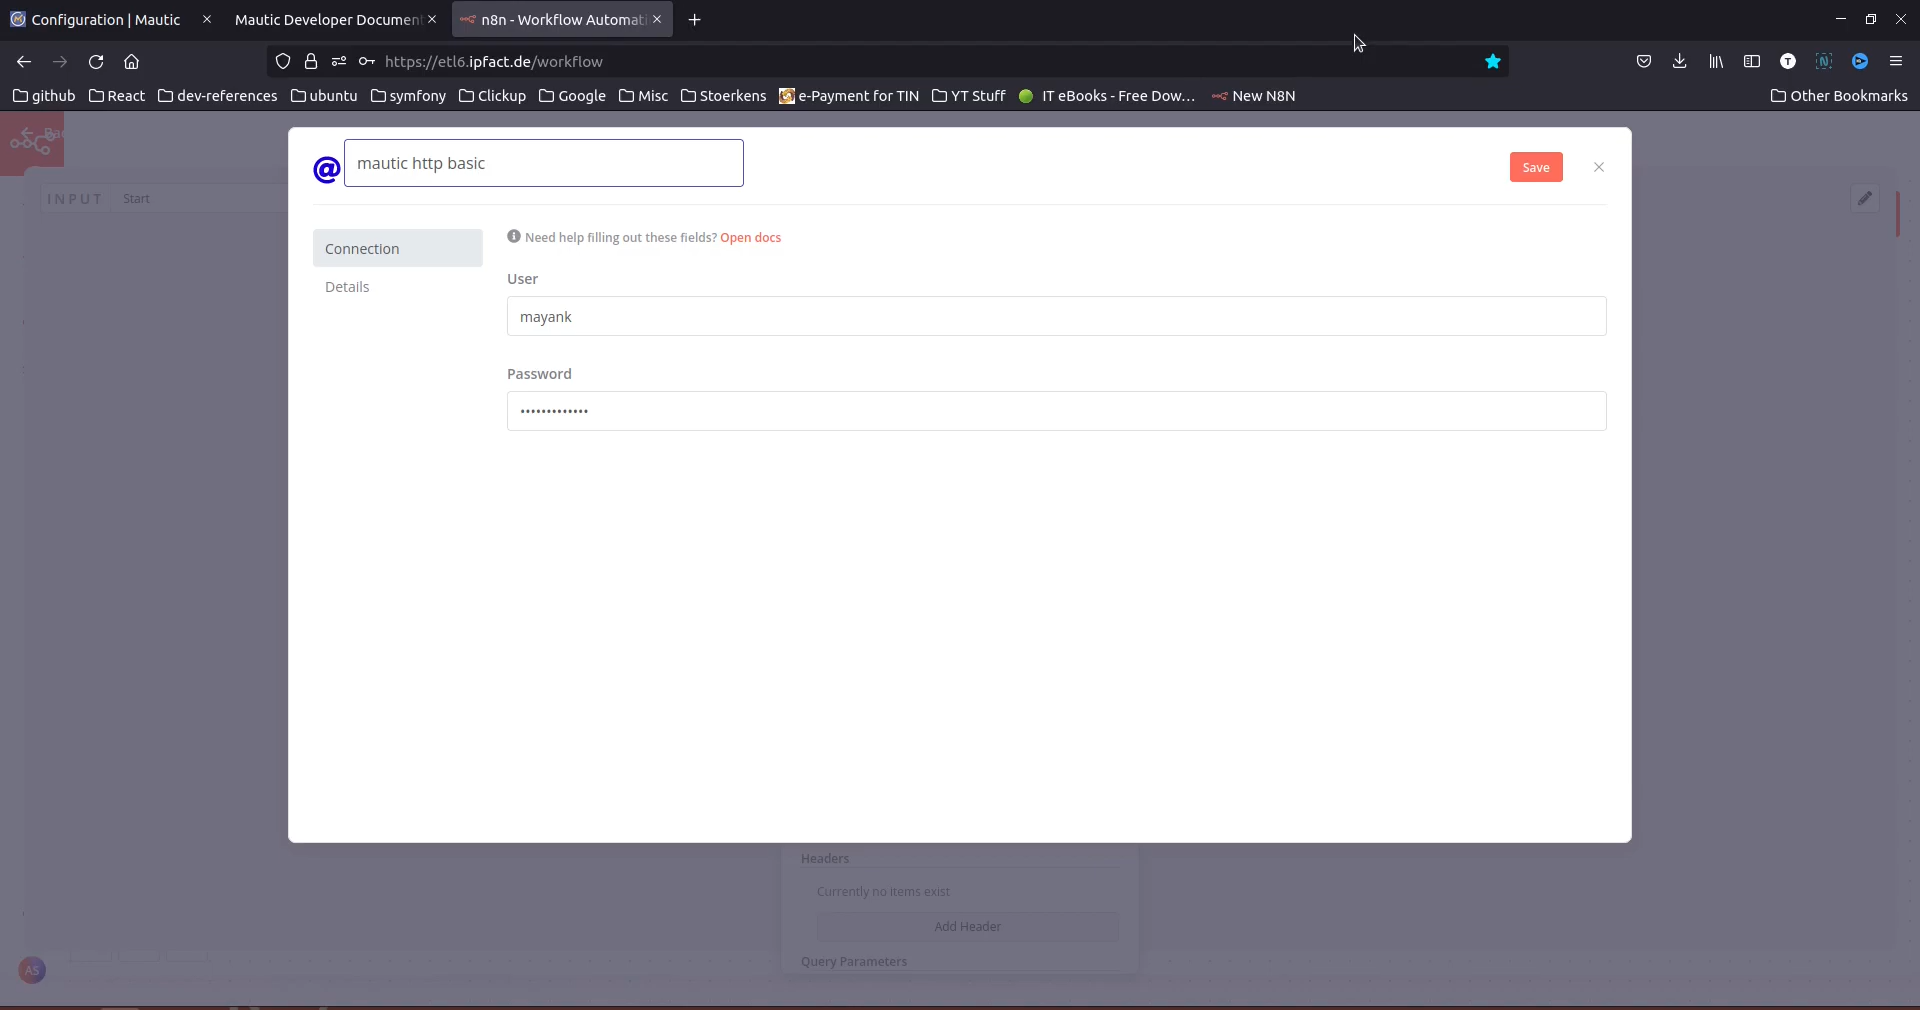 Configuration | Mautic
Mautic Developer Documen
n8n - Workflow Automati
https://etl6.ipfact.de/workflow
github
React
dev-references
ubuntu
symfony
Clickup
Google
Misc
Stoerkens
e-Payment for TIN
YT Stuff
IT eBooks - Free Dow...
New N8N
Other Bookmarks
mautic http basic
Save
INPUT Start
Connection
Details
Need help filling out these fields? Open docs
User
mayank
Password
•••••••••••••
Headers
Currently no items exist
Add Header
Query Parameters
AS